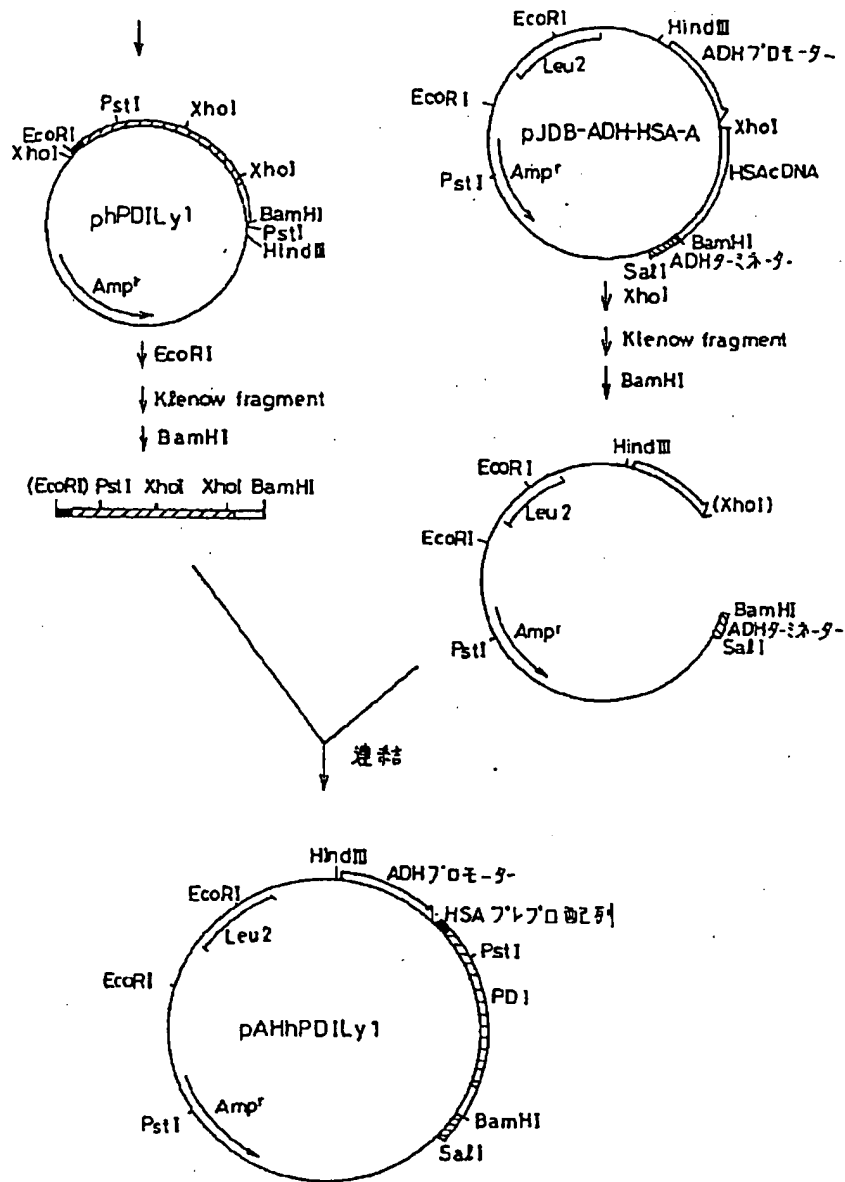 PstI
XhoI
EcoRI
XhoI
XhoI
phPDILy1
BamHI
PstI
HindIII
Ampʳ
EcoRI
Klenow fragment
BamHI
(EcoRI) PstI XhoI XhoI BamHI
EcoRI
HindIII
ADHプロモーター
Leu2
EcoRI
pJDB-ADH-HSA-A
XhoI
PstI
Ampʳ
HSAcDNA
BamHI
SalI
ADHターミネーター
XhoI
Klenow fragment
BamHI
HindIII
EcoRI
(XhoI)
Leu2
EcoRI
BamHI
ADHターミネーター
SalI
Ampʳ
PstI
連結
HindIII
ADHプロモーター
EcoRI
HSAプレプロ配列
Leu2
PstI
EcoRI
PDI
pAHhPDILy1
Ampʳ
PstI
BamHI
SalI